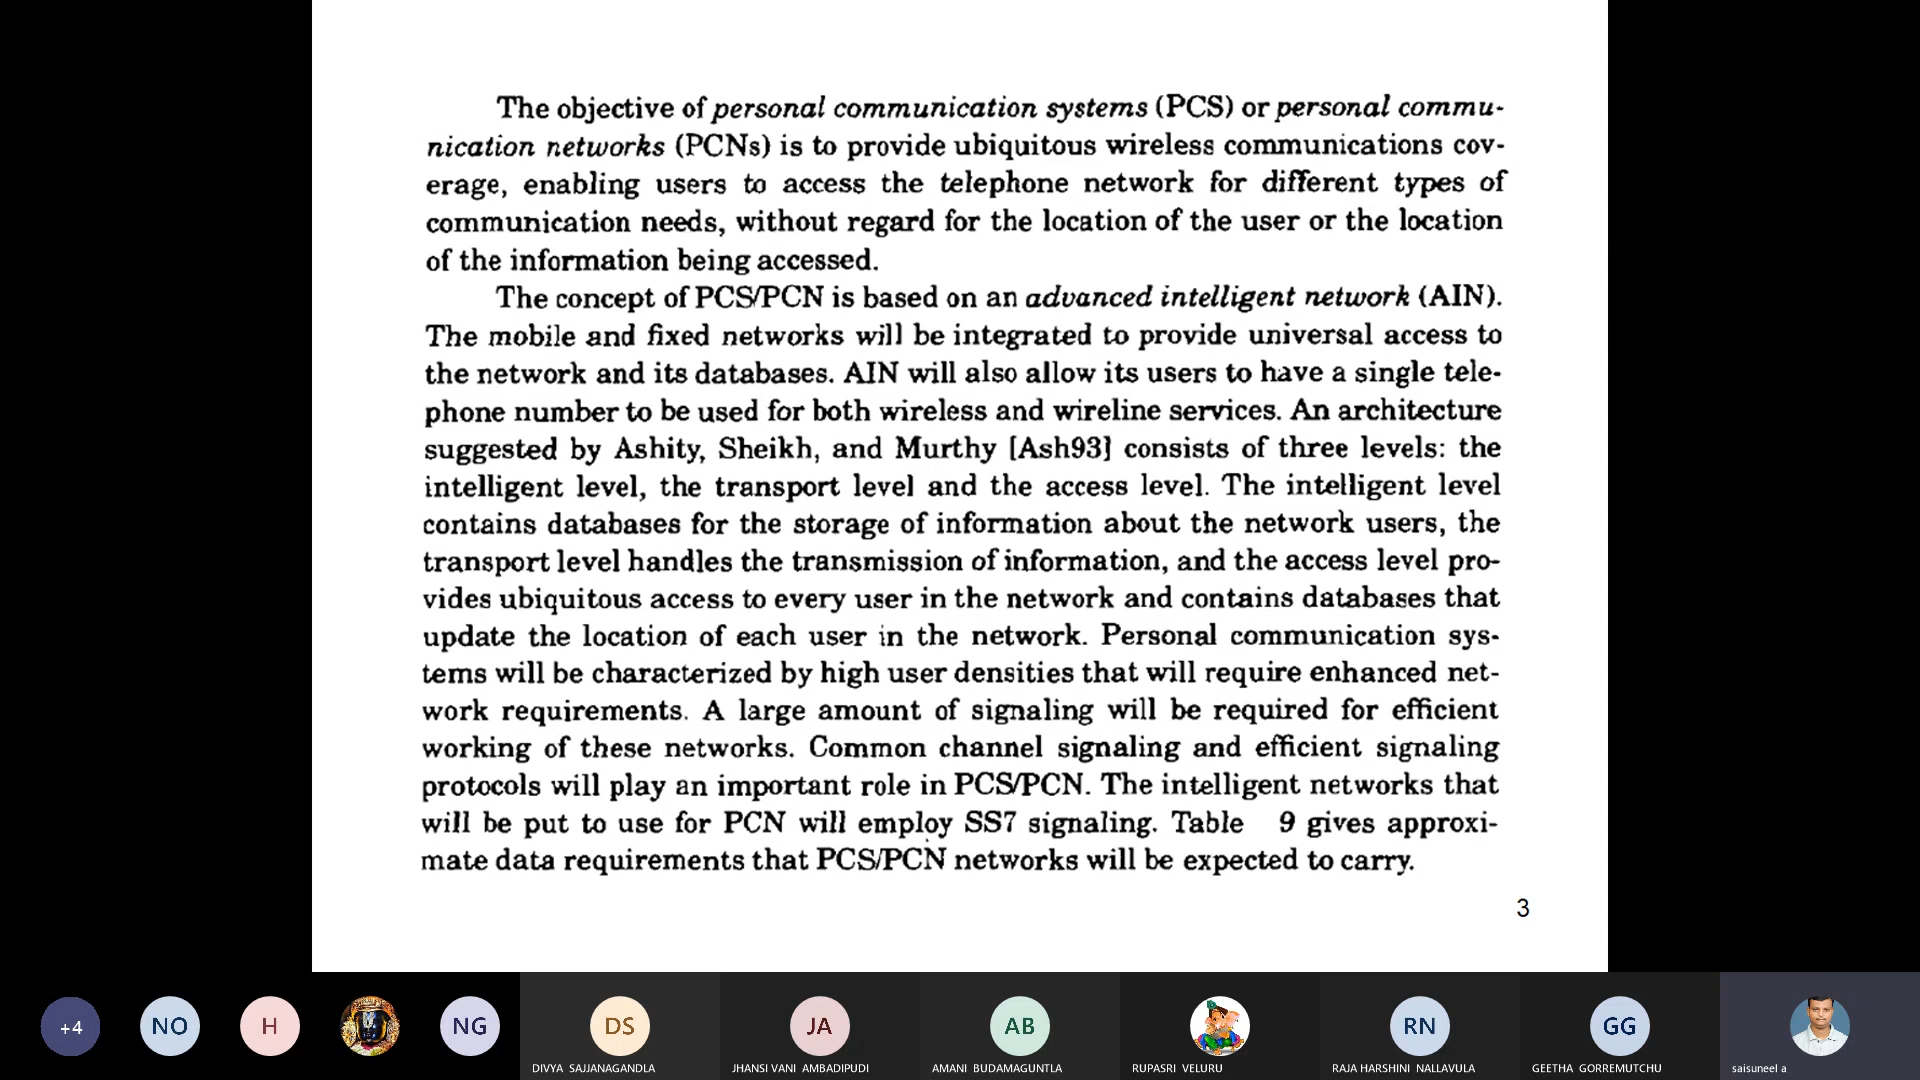 The objective of personal communication systems (PCS) or personal commu-
nication networks (PCNs) is to provide ubiquitous wireless communications cov-
erage, enabling users to access the telephone network for different types of
communication needs, without regard for the location of the user or the location
of the information being accessed.
The concept of PCS/PCN is based on an advanced intelligent network (AIN).
The mobile and fixed networks will be integrated to provide universal access to
the network and its databases. AIN will also allow its users to have a single tele-
phone number to be used for both wireless and wireline services. An architecture
suggested by Ashity, Sheikh, and Murthy [Ash93] consists of three levels: the
intelligent level, the transport level and the access level. The intelligent level
contains databases for the storage of information about the network users, the
transport level handles the transmission of information, and the access level pro-
vides ubiquitous access to every user in the network and contains databases that
update the location of each user in the network. Personal communication sys-
tems will be characterized by high user densities that will require enhanced net-
work requirements. A large amount of signaling will be required for efficient
working of these networks. Common channel signaling and efficient signaling
protocols will play an important role in PCS/PCN. The intelligent networks that
will be put to use for PCN will employ SS7 signaling. Table 9 gives approxi-
mate data requirements that PCS/PCN networks will be expected to carry.
3
+4 NO H NG DS JA AB RN GG
DIVYA SAJJANAGANDLA JHANSI VANI AMBADIPUDI AMANI BUDAMAGUNTLA RUPASRI VELURU RAJA HARSHINI NALLAVULA GEETHA GORREMUTCHU saisuneel a